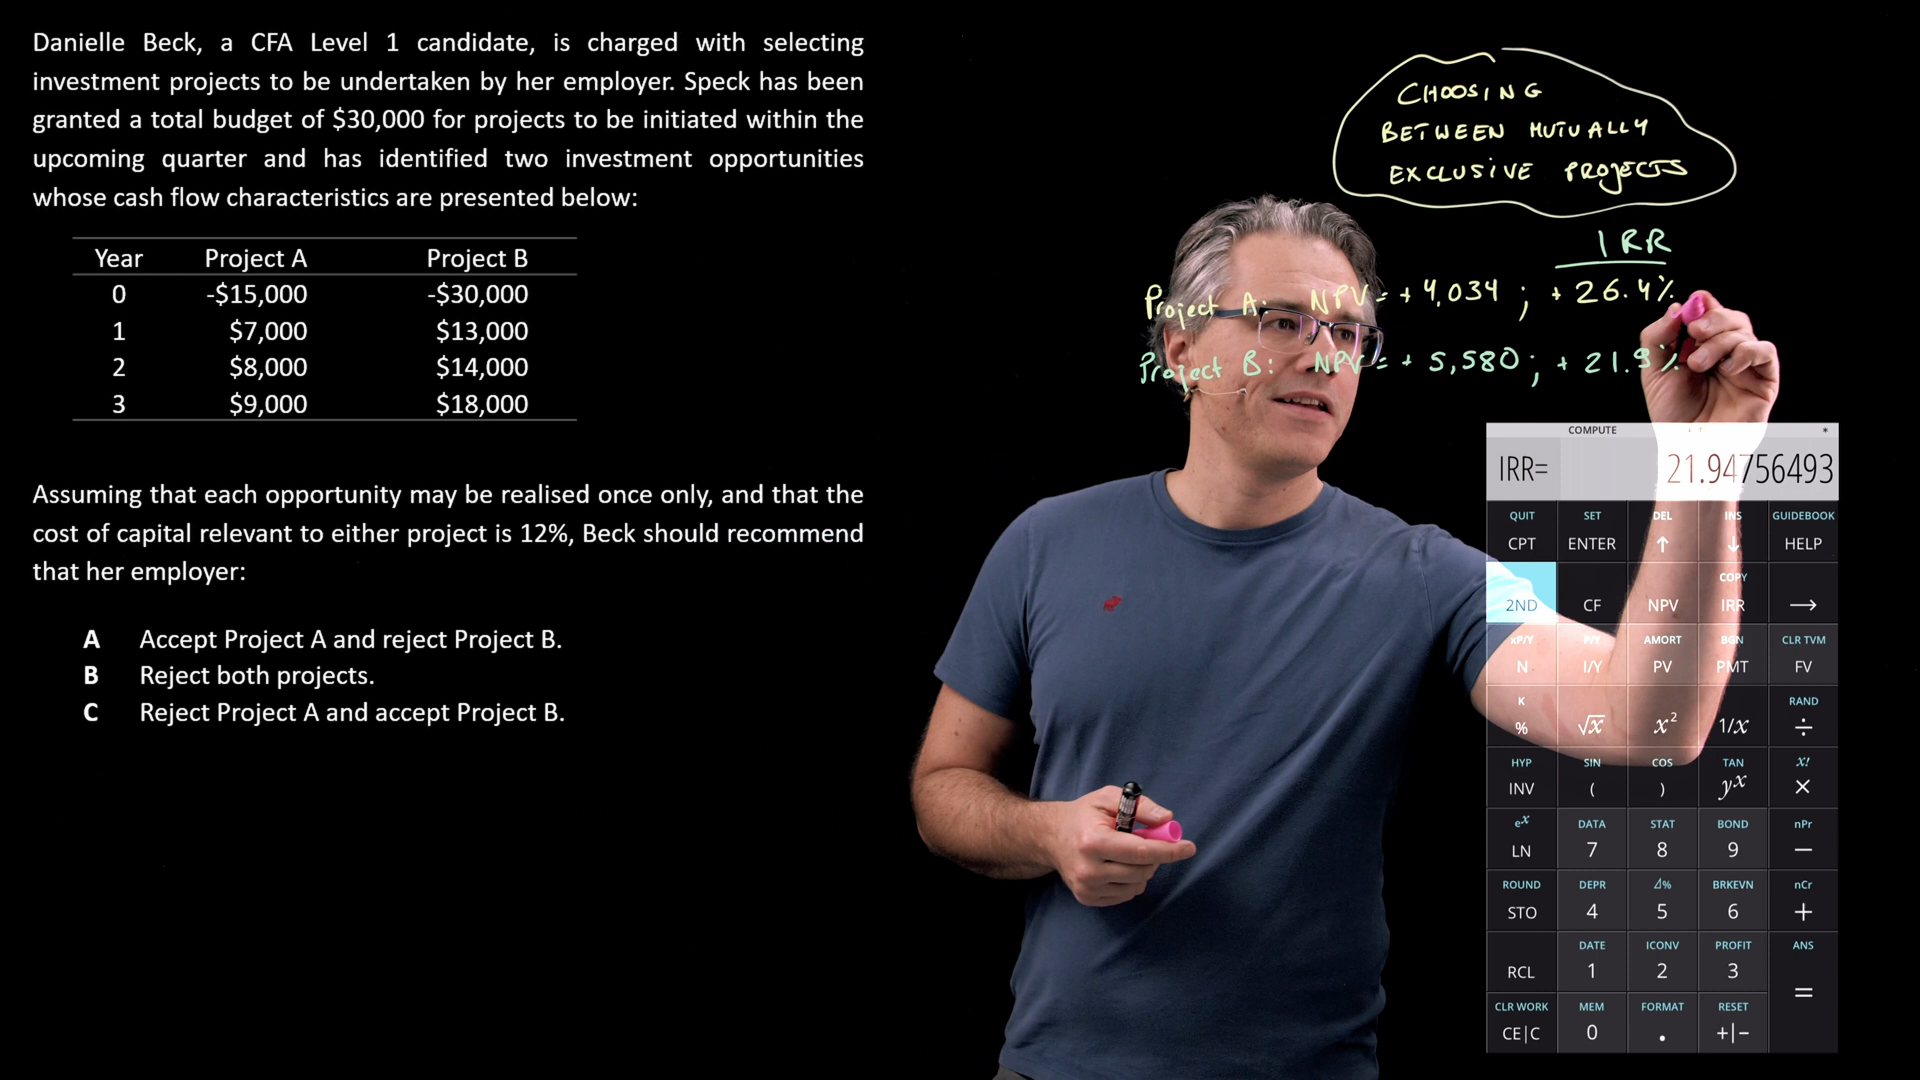 Danielle Beck, a CFA Level 1 candidate, is charged with selecting
investment projects to be undertaken by her employer. Speck has been
granted a total budget of $30,000 for projects to be initiated within the
upcoming quarter and has identified two investment opportunities
whose cash flow characteristics are presented below:
Year Project A Project B
0 -$15,000 -$30,000
1 $7,000 $13,000
2 $8,000 $14,000
3 $9,000 $18,000
Assuming that each opportunity may be realised once only, and that the
cost of capital relevant to either project is 12%, Beck should recommend
that her employer:
A Accept Project A and reject Project B.
B Reject both projects.
C Reject Project A and accept Project B.
CHOOSING
BETWEEN MUTUALLY
EXCLUSIVE PROJECTS
IRR
Project A: NPV = + 4,034 ; + 26.4%
Project B: NPV = + 5,580 ; + 21.9%
COMPUTE ↓ ↑ *
IRR= 21.94756493
QUIT SET DEL INS GUIDEBOOK
CPT ENTER ↑ ↓ HELP
COPY
2ND CF NPV IRR →
xP/Y P/Y AMORT BGN CLR TVM
N I/Y PV PMT FV
K RAND
% √x x² 1/x ÷
HYP SIN COS TAN x!
INV ( ) yˣ ×
eˣ DATA STAT BOND nPr
LN 7 8 9 −
ROUND DEPR Δ% BRKEVN nCr
STO 4 5 6 +
DATE ICONV PROFIT ANS
RCL 1 2 3 =
CLR WORK MEM FORMAT RESET
CE|C 0 . +|−